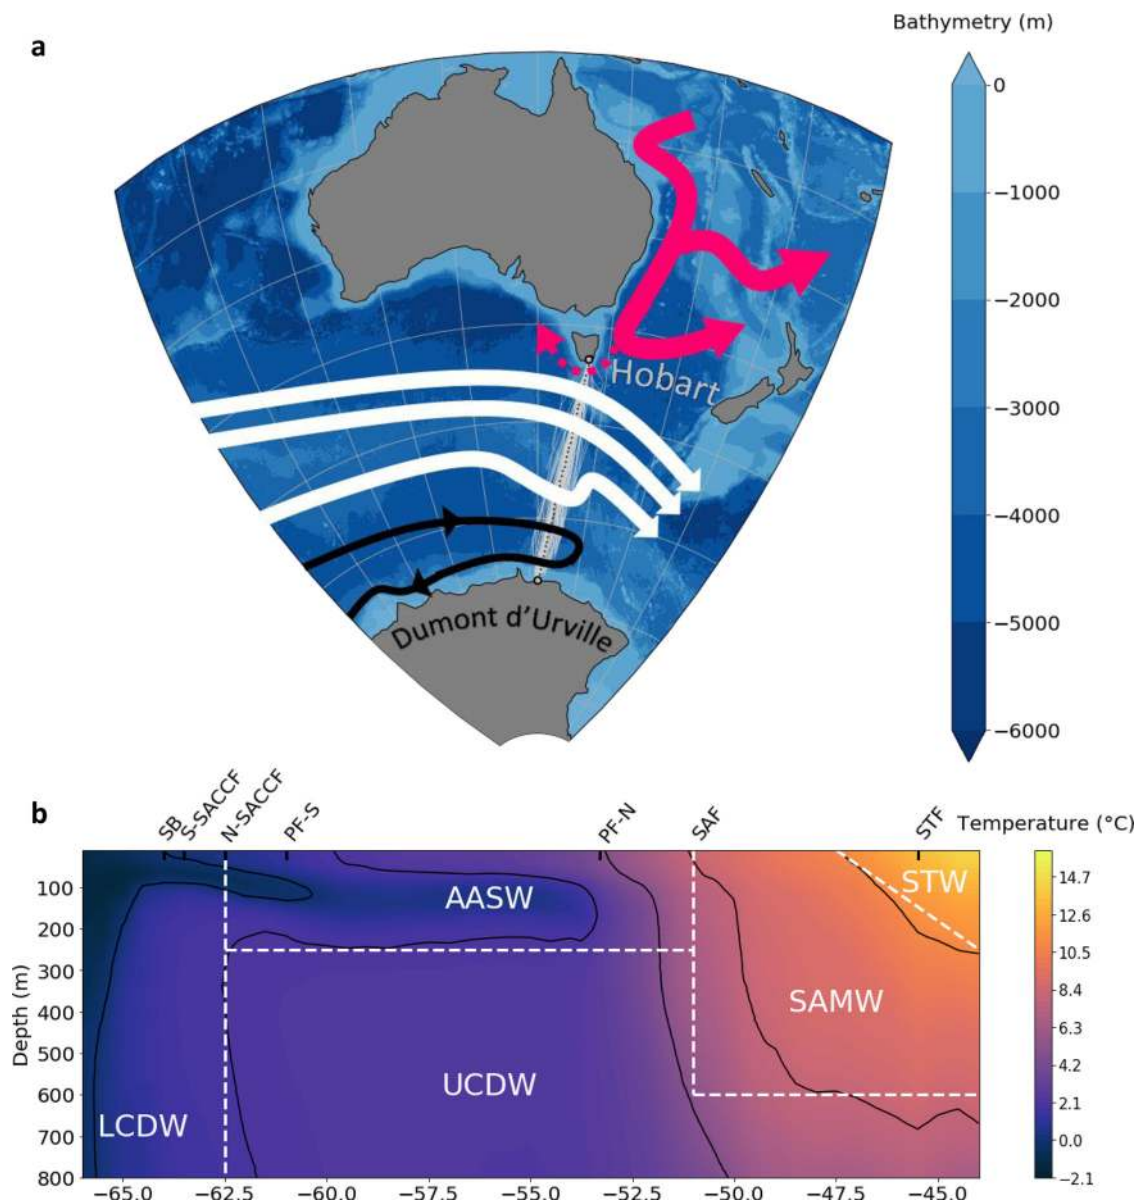 a
Bathymetry (m)
0
−1000
−2000
−3000
−4000
−5000
−6000
Hobart
Dumont d’Urville
b
SB
S-SACCF
N-SACCF
PF-S
PF-N
SAF
STF
Temperature (°C)
Depth (m)
100
200
300
400
500
600
700
800
−65.0
−62.5
−60.0
−57.5
−55.0
−52.5
−50.0
−47.5
−45.0
AASW
STW
SAMW
UCDW
LCDW
14.7
12.6
10.5
8.4
6.3
4.2
2.1
0.0
−2.1